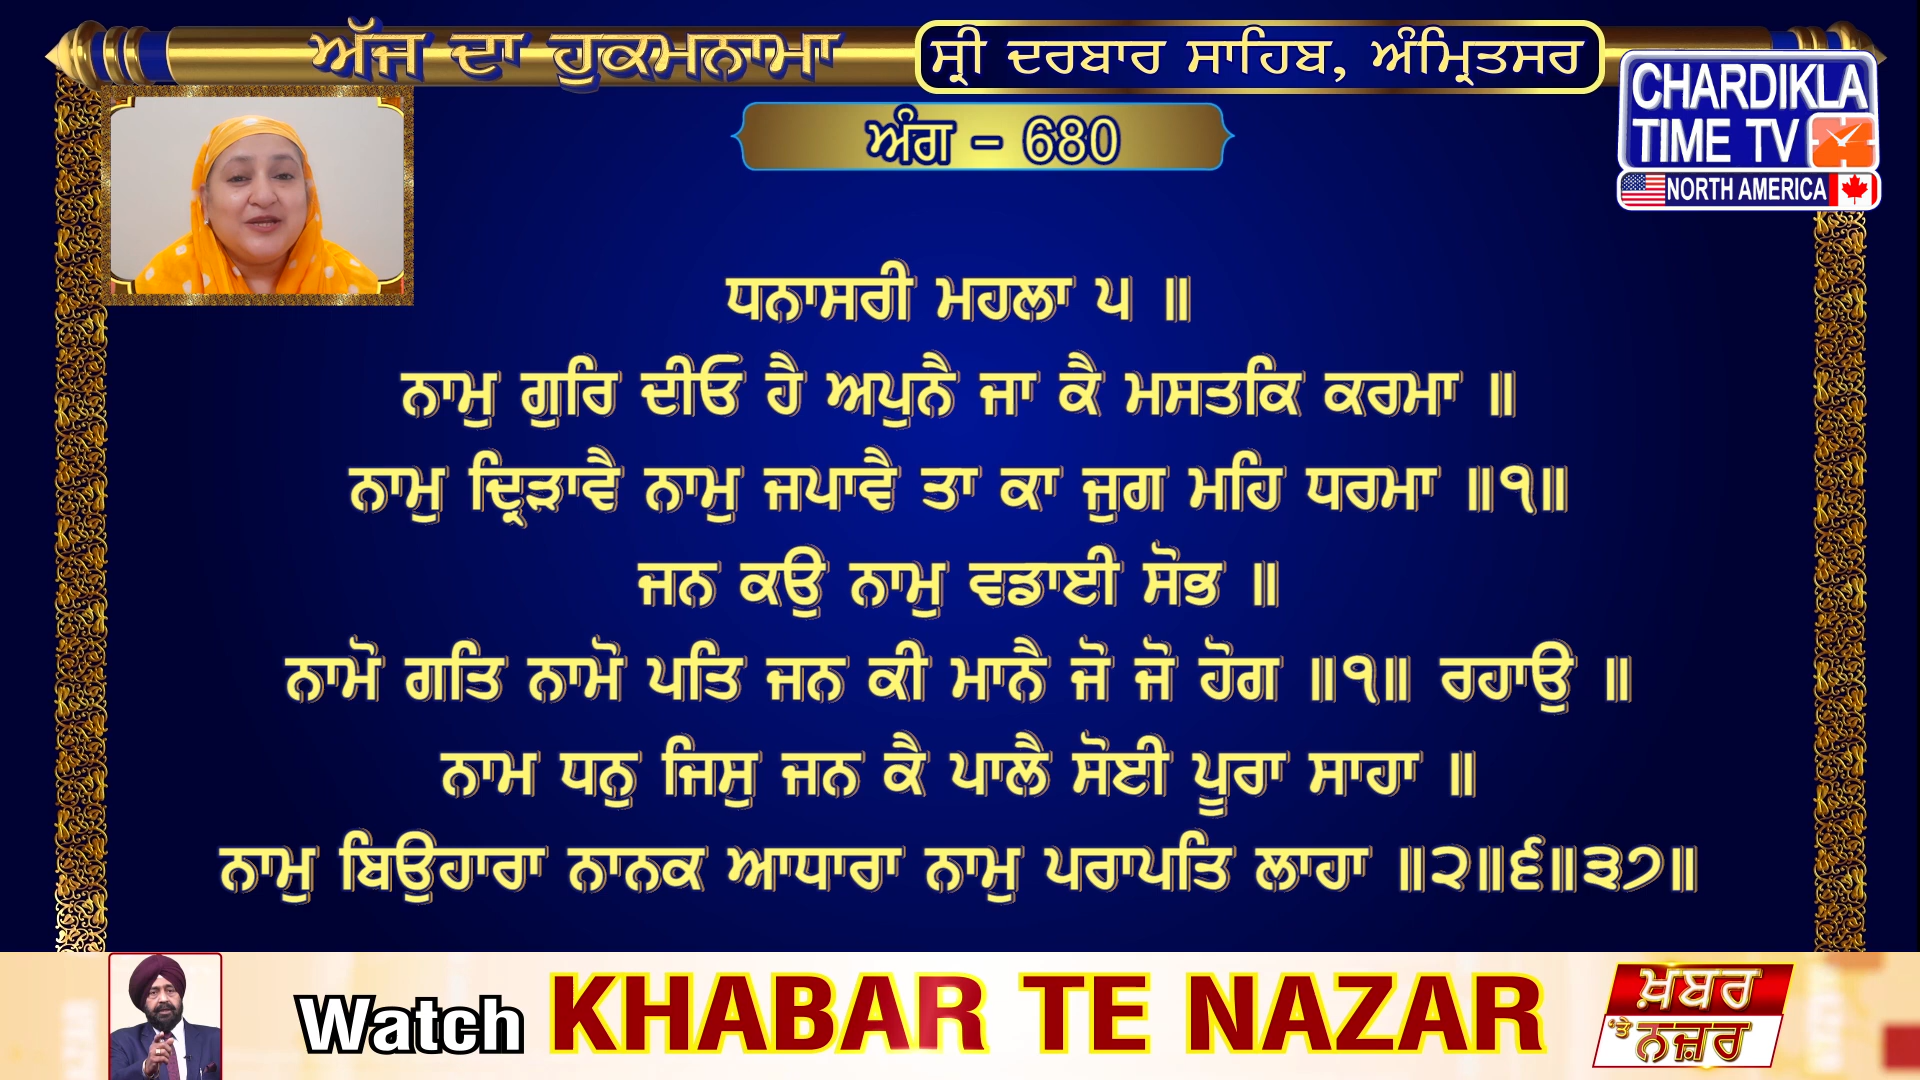 ਅੱਜ ਦਾ ਹੁਕਮਨਾਮਾ
ਸ੍ਰੀ ਦਰਬਾਰ ਸਾਹਿਬ, ਅੰਮ੍ਰਿਤਸਰ
CHARDIKLA
TIME TV
NORTH AMERICA
ਅੰਗ - 680
ਧਨਾਸਰੀ ਮਹਲਾ ੫ ॥
ਨਾਮੁ ਗੁਰਿ ਦੀਓ ਹੈ ਅਪੁਨੈ ਜਾ ਕੈ ਮਸਤਕਿ ਕਰਮਾ ॥
ਨਾਮੁ ਦ੍ਰਿੜਾਵੈ ਨਾਮੁ ਜਪਾਵੈ ਤਾ ਕਾ ਜੁਗ ਮਹਿ ਧਰਮਾ ॥੧॥
ਜਨ ਕਉ ਨਾਮੁ ਵਡਾਈ ਸੋਭ ॥
ਨਾਮੋ ਗਤਿ ਨਾਮੋ ਪਤਿ ਜਨ ਕੀ ਮਾਨੈ ਜੋ ਜੋ ਹੋਗ ॥੧॥ ਰਹਾਉ ॥
ਨਾਮ ਧਨੁ ਜਿਸੁ ਜਨ ਕੈ ਪਾਲੈ ਸੋਈ ਪੂਰਾ ਸਾਹਾ ॥
ਨਾਮੁ ਬਿਉਹਾਰਾ ਨਾਨਕ ਆਧਾਰਾ ਨਾਮੁ ਪਰਾਪਤਿ ਲਾਹਾ ॥੨॥੬॥੩੭॥
Watch KHABAR TE NAZAR
ਖ਼ਬਰ
'ਤੇ ਨਜ਼ਰ